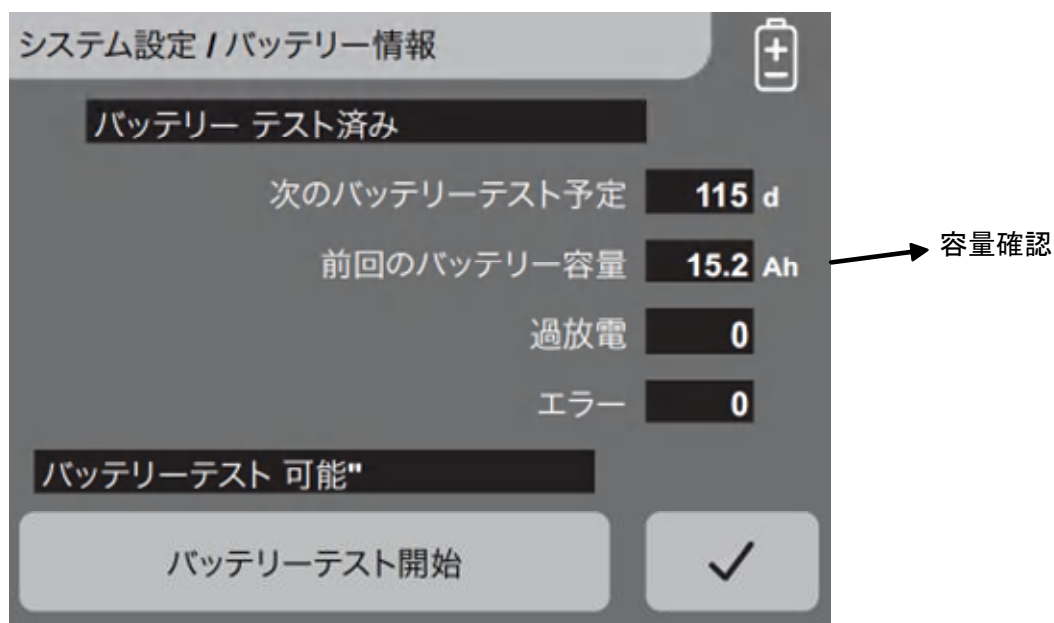 システム設定 / バッテリー情報
バッテリー テスト済み
次のバッテリーテスト予定 115 d
前回のバッテリー容量 15.2 Ah
容量確認
過放電 0
エラー 0
バッテリーテスト 可能"
バッテリーテスト開始